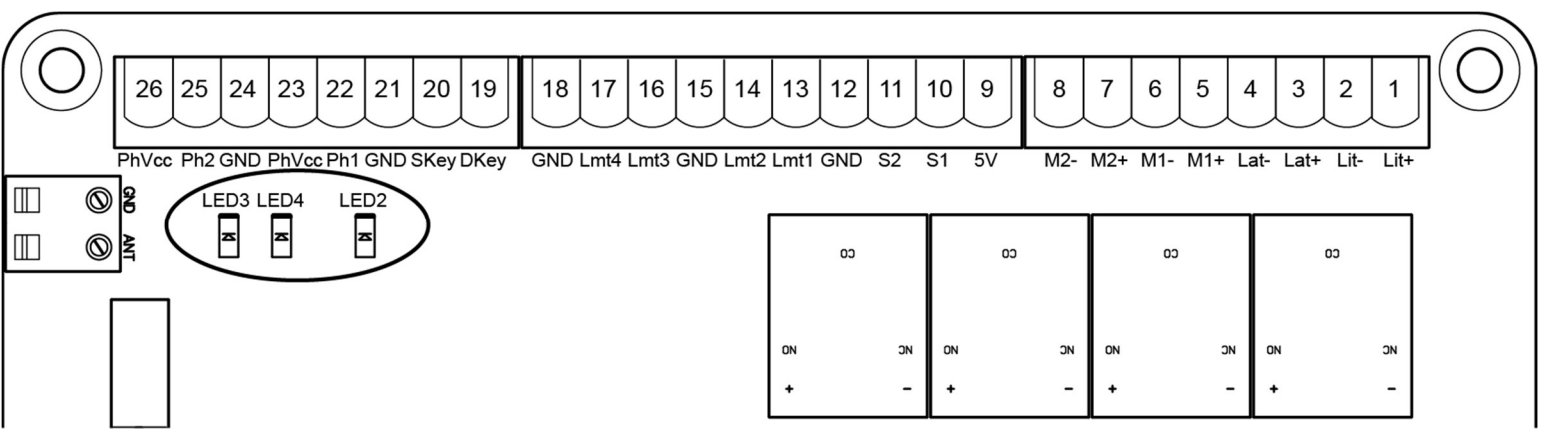 26 25 24 23 22 21 20 19 18 17 16 15 14 13 12 11 10 9 8 7 6 5 4 3 2 1
PhVcc Ph2 GND PhVcc Ph1 GND SKey DKey GND Lmt4 Lmt3 GND Lmt2 Lmt1 GND S2 S1 5V M2- M2+ M1- M1+ Lat- Lat+ Lit- Lit+
GND
ANT
LED3 LED4 LED2
CO CO CO CO
NO NC NO NC NO NC NO NC
+ - + - + - + -